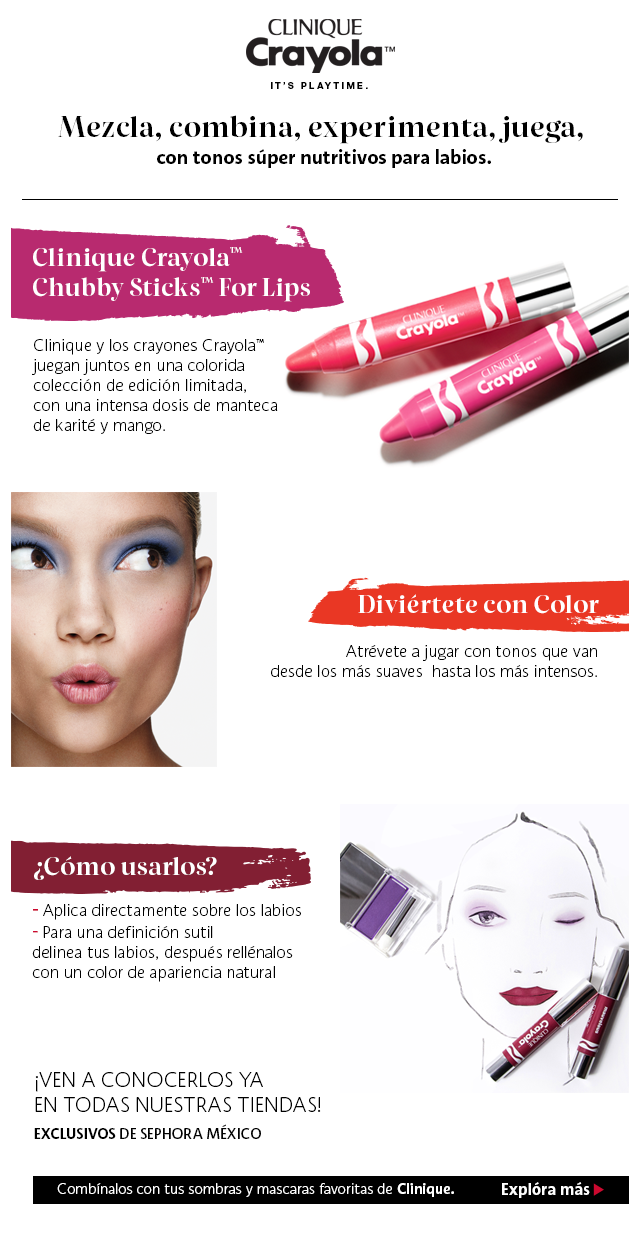 CLINIQUE
Crayola™
IT'S PLAYTIME.
Mezcla, combina, experimenta, juega,
con tonos súper nutritivos para labios.
Clinique Crayola™
Chubby Sticks™ For Lips
CLINIQUE
Crayola™
CLINIQUE
Crayola™
Clinique y los crayones Crayola™
juegan juntos en una colorida
colección de edición limitada,
con una intensa dosis de manteca
de karité y mango.
Diviértete con Color
Atrévete a jugar con tonos que van
desde los más suaves hasta los más intensos.
¿Cómo usarlos?
- Aplica directamente sobre los labios
- Para una definición sutil
delinea tus labios, después rellénalos
con un color de apariencia natural
CLINIQUE
Crayola™
¡VEN A CONOCERLOS YA
EN TODAS NUESTRAS TIENDAS!
EXCLUSIVOS DE SEPHORA MÉXICO
Combínalos con tus sombras y mascaras favoritas de Clinique.
Explóra más